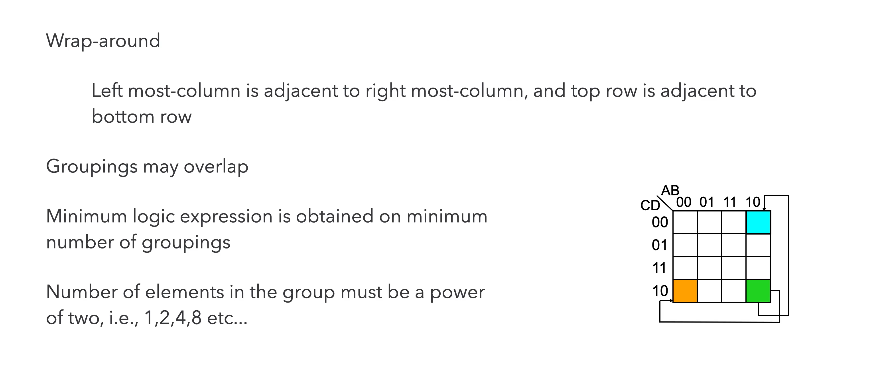 Wrap-around
Left most-column is adjacent to right most-column, and top row is adjacent to
bottom row
Groupings may overlap
Minimum logic expression is obtained on minimum
number of groupings
Number of elements in the group must be a power
of two, i.e., 1,2,4,8 etc...
AB
CD 00 01 11 10
00
01
11
10